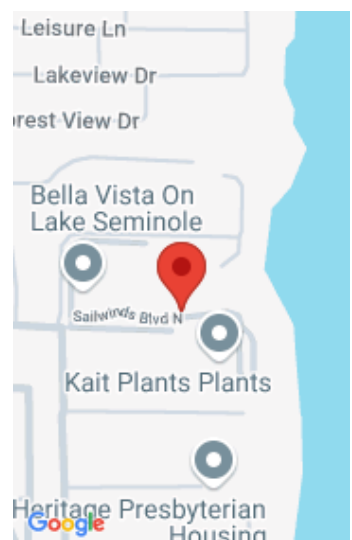 Leisure Ln
Lakeview Dr
rest View Dr
Bella Vista On
Lake Seminole
Sailwinds Blvd N
Kait Plants Plants
Heritage Presbyterian
Housing
Google